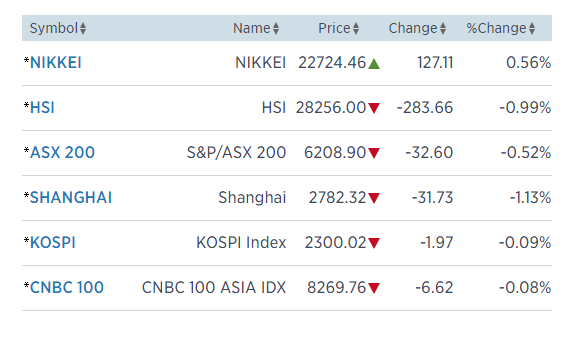 Symbol Name Price Change %Change
*NIKKEI NIKKEI 22724.46 127.11 0.56%
*HSI HSI 28256.00 -283.66 -0.99%
*ASX 200 S&P/ASX 200 6208.90 -32.60 -0.52%
*SHANGHAI Shanghai 2782.32 -31.73 -1.13%
*KOSPI KOSPI Index 2300.02 -1.97 -0.09%
*CNBC 100 CNBC 100 ASIA IDX 8269.76 -6.62 -0.08%